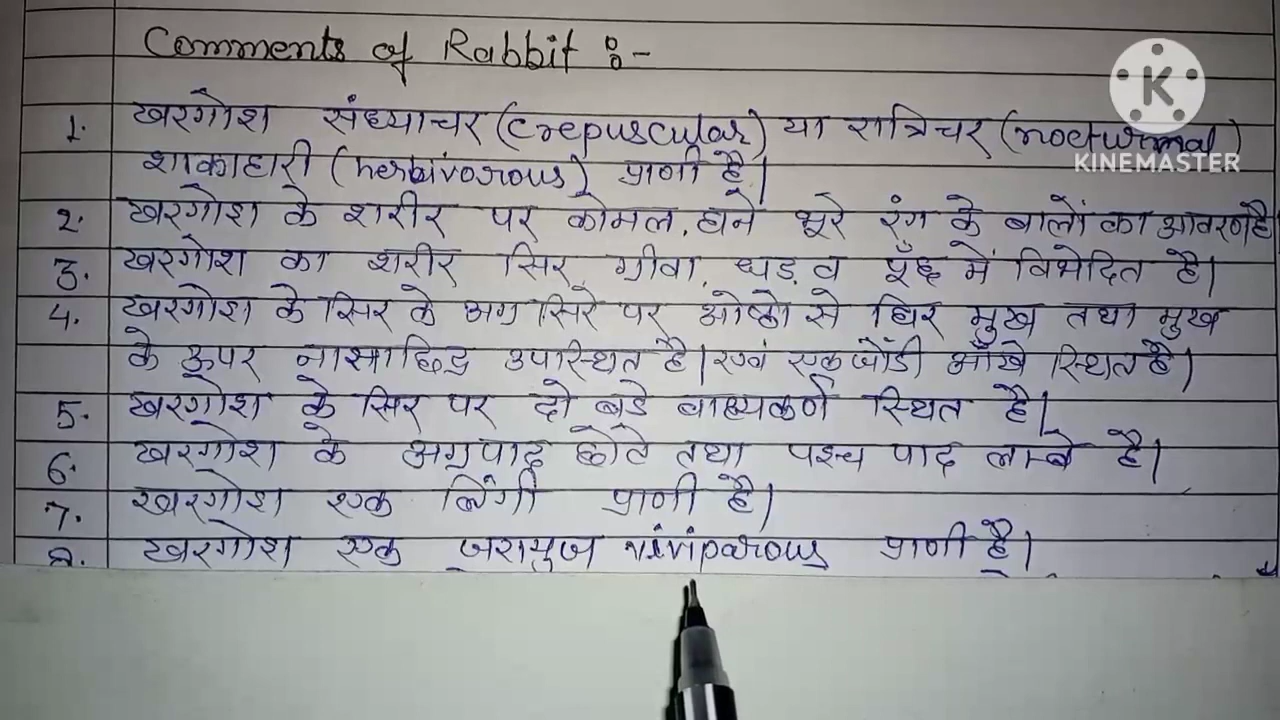 Comments of Rabbit :-
1. खरगोश संध्याचर (crepuscular) या रात्रिचर (nocturnal)
शाकाहारी (herbivorous) प्राणी है।
2. खरगोश के शरीर पर कोमल, घने भूरे रंग के बालों का आवरण है
3. खरगोश का शरीर सिर ग्रीवा, धड़ व पूँछ में विभेदित है।
4. खरगोश के सिर के अग्र सिरे पर ओष्ठो से घिर मुख तथा मुख
के ऊपर नासाछिद्र उपस्थित है। एवं एक जोडी आँखे स्थित है।
5. खरगोश के सिर पर दो बडे बाह्यकर्ण स्थित है।
6. खरगोश के अग्रपाद छोटे तथा पश्च पाद लम्बे है।
7. खरगोश एक लिंगी प्राणी है।
8. खरगोश एक जरायुज viviparous प्राणी है।
K
KINEMASTER